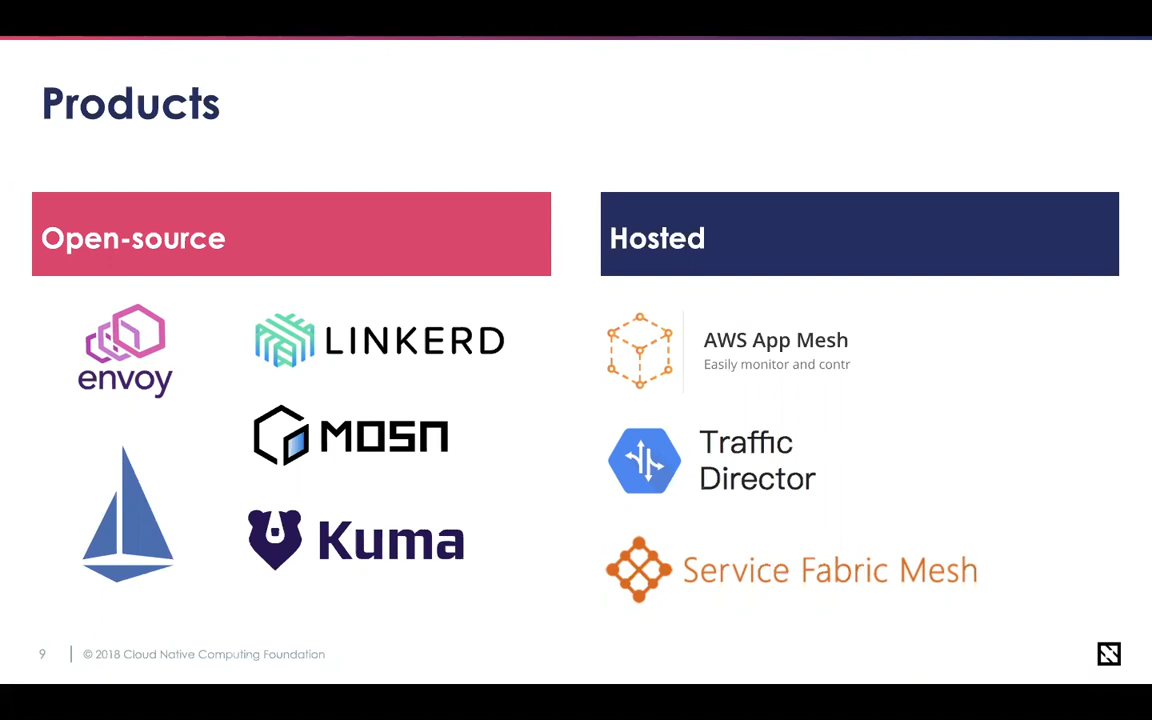 Products
Open-source
envoy
LINKERD
MOSN
Kuma
Hosted
AWS App Mesh
Easily monitor and contr
Traffic
Director
Service Fabric Mesh
9
© 2018 Cloud Native Computing Foundation